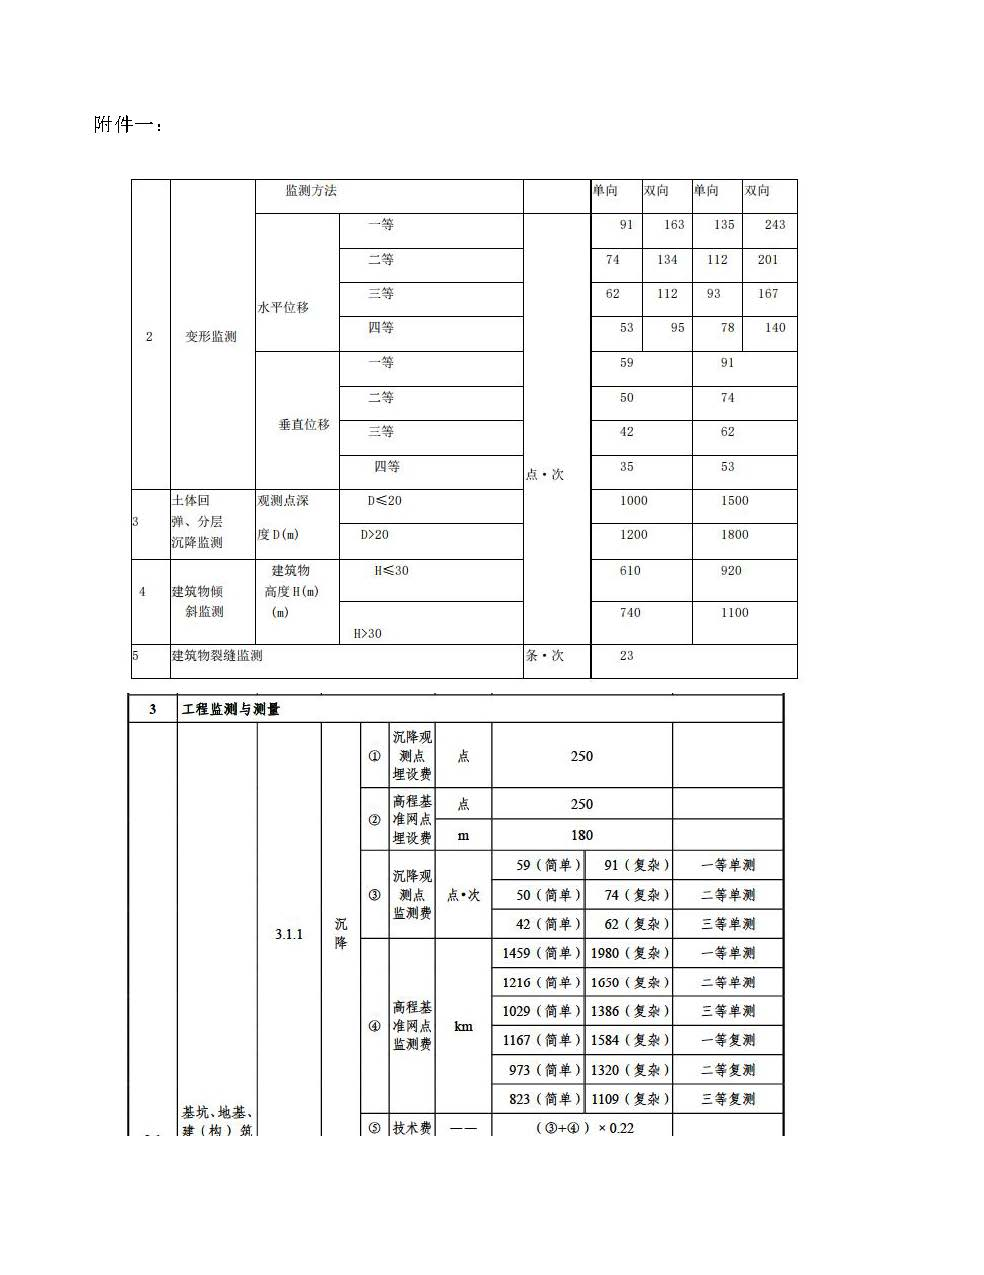 附件一：
监测方法 单向 双向 单向 双向
一等 91 163 135 243
二等 74 134 112 201
三等 62 112 93 167
水平位移
四等 53 95 78 140
2 变形监测
一等 59 91
二等 50 74
垂直位移
三等 42 62
四等 35 53
点·次
3 土体回
弹、分层
沉降监测
观测点深
度D(m)
D≤20 1000 1500
D>20 1200 1800
4 建筑物倾
斜监测
建筑物
高度H(m)
(m)
H≤30 610 920
H>30 740 1100
5 建筑物裂缝监测 条·次 23
3 工程监测与测量
3.1.1
沉
降
① 沉降观
测点
埋设费
点 250
② 高程基
准网点
埋设费
点 250
m 180
③ 沉降观
测点
监测费
点•次
59（简单） 91（复杂） 一等单测
50（简单） 74（复杂） 二等单测
42（简单） 62（复杂） 三等单测
④ 高程基
准网点
监测费
km
1459（简单） 1980（复杂） 一等单测
1216（简单） 1650（复杂） 二等单测
1029（简单） 1386（复杂） 三等单测
1167（简单） 1584（复杂） 一等复测
973（简单） 1320（复杂） 二等复测
823（简单） 1109（复杂） 三等复测
基坑、地基、
建（构）筑
⑤ 技术费 —— （③+④）×0.22